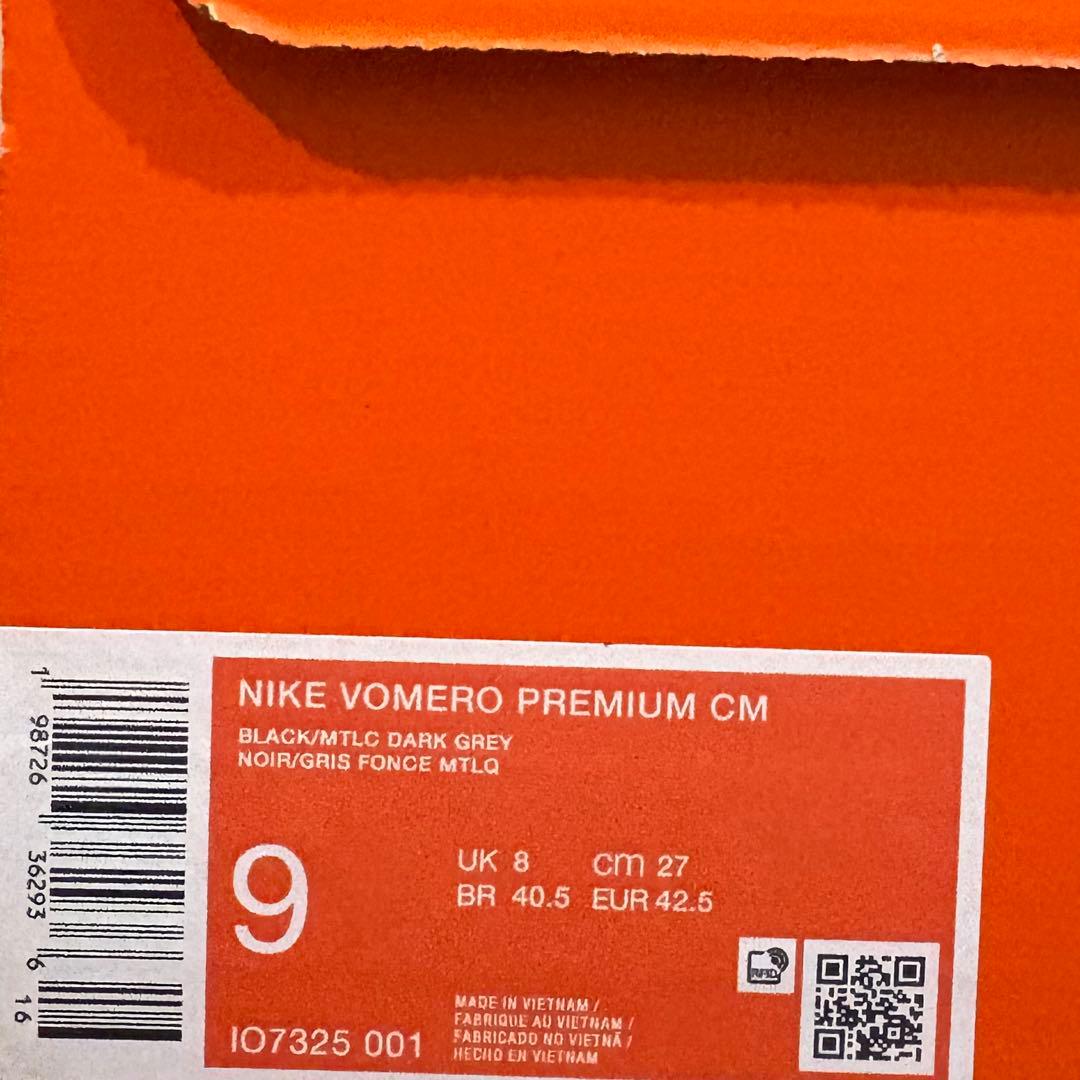 NIKE VOMERO PREMIUM CM
BLACK/MTLC DARK GREY
NOIR/GRIS FONCE MTLQ
9
UK 8 cm 27
BR 40.5 EUR 42.5
RFID
IO7325 001
MADE IN VIETNAM /
FABRIQUE AU VIETNAM /
FABRICADO NO VIETNÃ /
HECHO EN VIETNAM
1 98726 36293 6 16